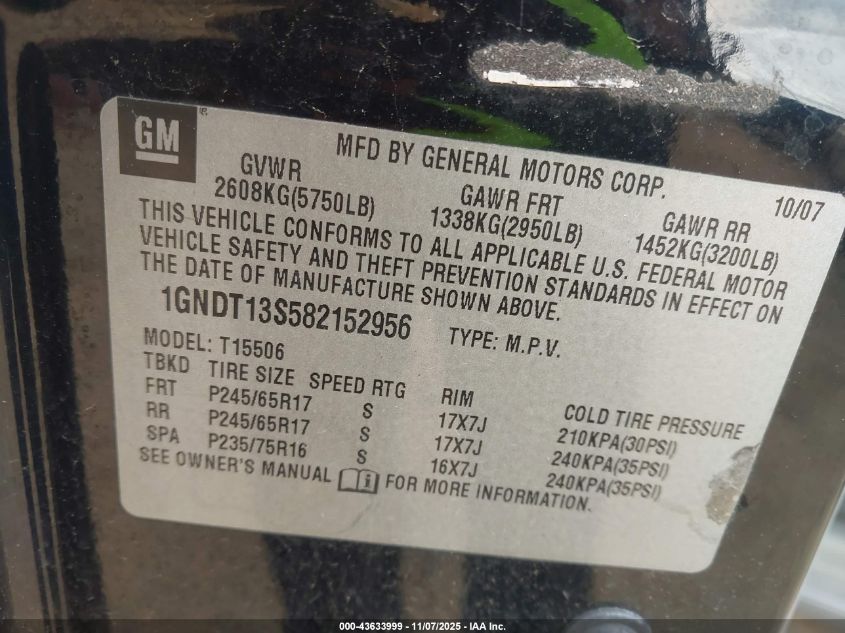 GM
MFD BY GENERAL MOTORS CORP.
10/07
GVWR GAWR FRT GAWR RR
2608KG(5750LB) 1338KG(2950LB) 1452KG(3200LB)
THIS VEHICLE CONFORMS TO ALL APPLICABLE U.S. FEDERAL MOTOR
VEHICLE SAFETY AND THEFT PREVENTION STANDARDS IN EFFECT ON
THE DATE OF MANUFACTURE SHOWN ABOVE.
1GNDT13S582152956 TYPE: M.P.V.
MODEL: T15506
TBKD TIRE SIZE SPEED RTG RIM COLD TIRE PRESSURE
FRT P245/65R17 S 17X7J 210KPA(30PSI)
RR P245/65R17 S 17X7J 240KPA(35PSI)
SPA P235/75R16 S 16X7J 240KPA(35PSI)
SEE OWNER'S MANUAL i FOR MORE INFORMATION.
000-43633999 - 11/07/2025 - IAA Inc.